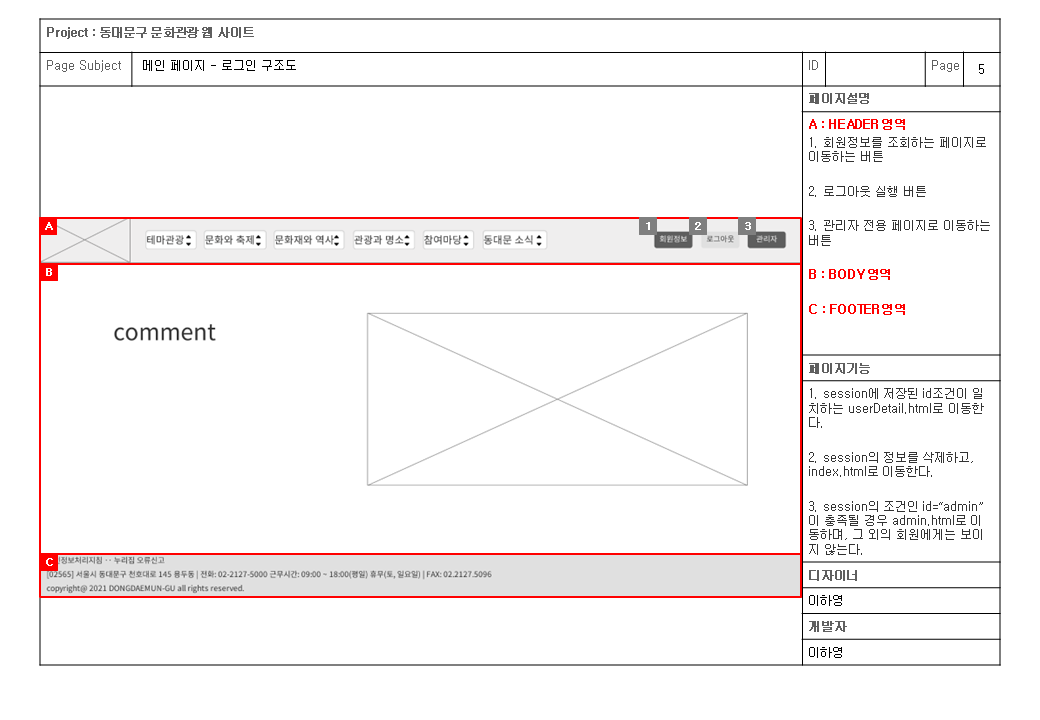 Project : 동대문구 문화관광 웹 사이트
Page Subject 메인 페이지 - 로그인 구조도 ID Page 5
페이지설명
A : HEADER 영역
1. 회원정보를 조회하는 페이지로
이동하는 버튼
2. 로그아웃 실행 버튼
3. 관리자 전용 페이지로 이동하는
버튼
B : BODY 영역
C : FOOTER 영역
A
테마관광 문화와 축제 문화재와 역사 관광과 명소 참여마당 동대문 소식
1 회원정보 2 로그아웃 3 관리자
B
comment
페이지기능
1. session에 저장된 id조건이 일
치하는 userDetail.html로 이동한
다.
2. session의 정보를 삭제하고,
index.html로 이동한다.
3. session의 조건인 id="admin"
이 충족될 경우 admin.html로 이
동하며, 그 외의 회원에게는 보이
지 않는다.
C
인정보처리지침 ·· 누리집 오류신고
[02565] 서울시 동대문구 천호대로 145 용두동 | 전화: 02-2127-5000 근무시간: 09:00 ~ 18:00(평일) 휴무(토, 일요일) | FAX: 02.2127.5096
copyright@ 2021 DONGDAEMUN-GU all rights reserved.
디자이너
이하영
개발자
이하영